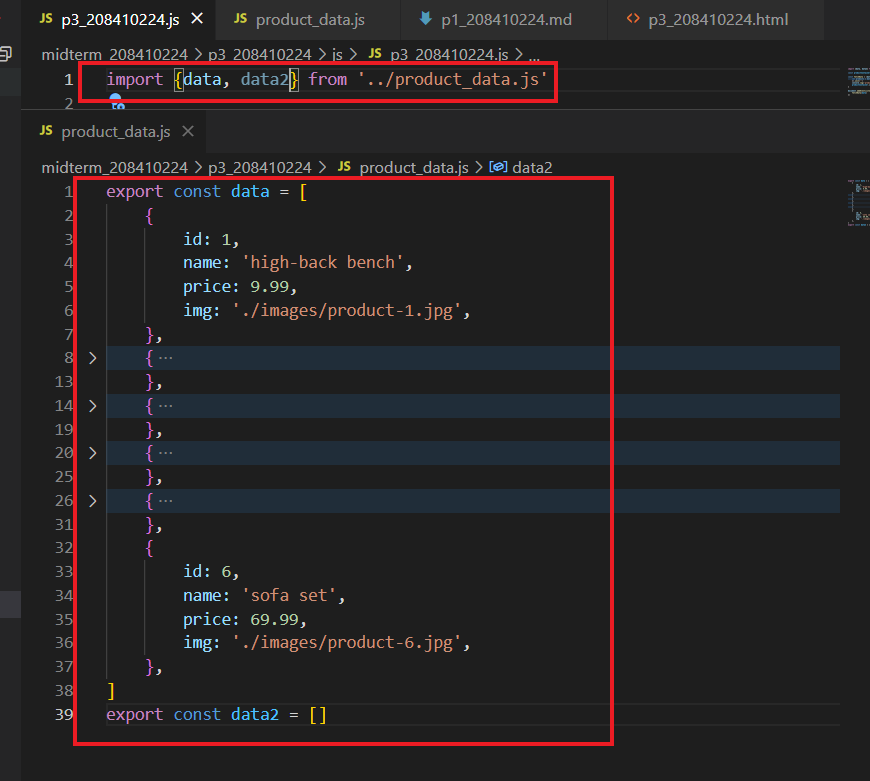 JS p3_208410224.js × JS product_data.js p1_208410224.md <> p3_208410224.html
midterm_208410224 > p3_208410224 > js > JS p3_208410224.js > ...
1 import {data, data2} from '../product_data.js'
2
JS product_data.js ×
midterm_208410224 > p3_208410224 > JS product_data.js > data2
1 export const data = [
2 {
3 id: 1,
4 name: 'high-back bench',
5 price: 9.99,
6 img: './images/product-1.jpg',
7 },
8 > { ...
13 },
14 > { ...
19 },
20 > { ...
25 },
26 > { ...
31 },
32 {
33 id: 6,
34 name: 'sofa set',
35 price: 69.99,
36 img: './images/product-6.jpg',
37 },
38 ]
39 export const data2 = []